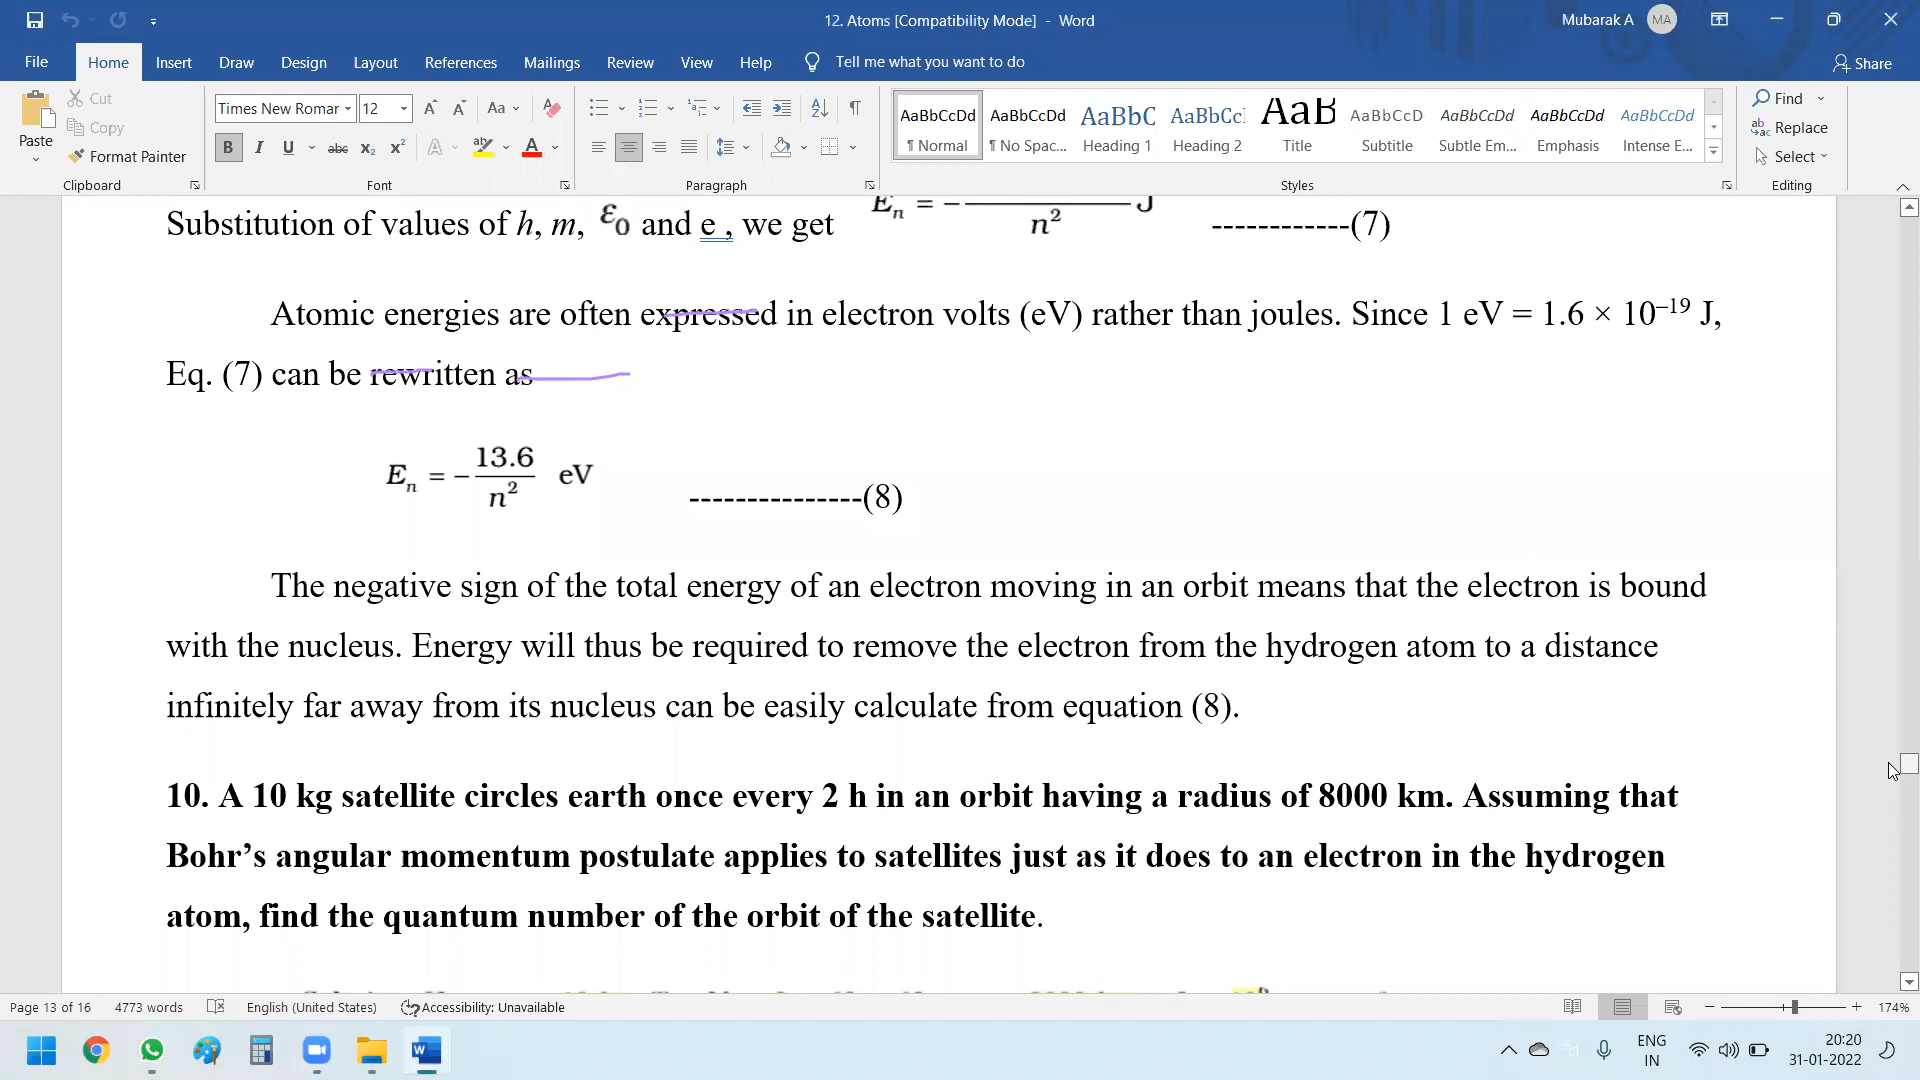 12. Atoms [Compatibility Mode] - Word
Mubarak A
MA
File Home Insert Draw Design Layout References Mailings Review View Help Tell me what you want to do
Share
Paste
Cut
Copy
Format Painter
Clipboard
Times New Romar 12
Font
Paragraph
AaBbCcDd AaBbCcDd AaBbC AaBbCc AaB AaBbCcD AaBbCcDd AaBbCcDd AaBbCcDd
¶ Normal ¶ No Spac... Heading 1 Heading 2 Title Subtitle Subtle Em... Emphasis Intense E...
Styles
Find
Replace
Select
Editing
Substitution of values of h, m, ε₀ and e , we get Eₙ = − n² J ------------(7)
Atomic energies are often expressed in electron volts (eV) rather than joules. Since 1 eV = 1.6 × 10⁻¹⁹ J,
Eq. (7) can be rewritten as
Eₙ = − 13.6 / n² eV ---------------(8)
The negative sign of the total energy of an electron moving in an orbit means that the electron is bound
with the nucleus. Energy will thus be required to remove the electron from the hydrogen atom to a distance
infinitely far away from its nucleus can be easily calculate from equation (8).
10. A 10 kg satellite circles earth once every 2 h in an orbit having a radius of 8000 km. Assuming that
Bohr’s angular momentum postulate applies to satellites just as it does to an electron in the hydrogen
atom, find the quantum number of the orbit of the satellite.
Page 13 of 16 4773 words English (United States) Accessibility: Unavailable 174%
ENG
IN
20:20
31-01-2022